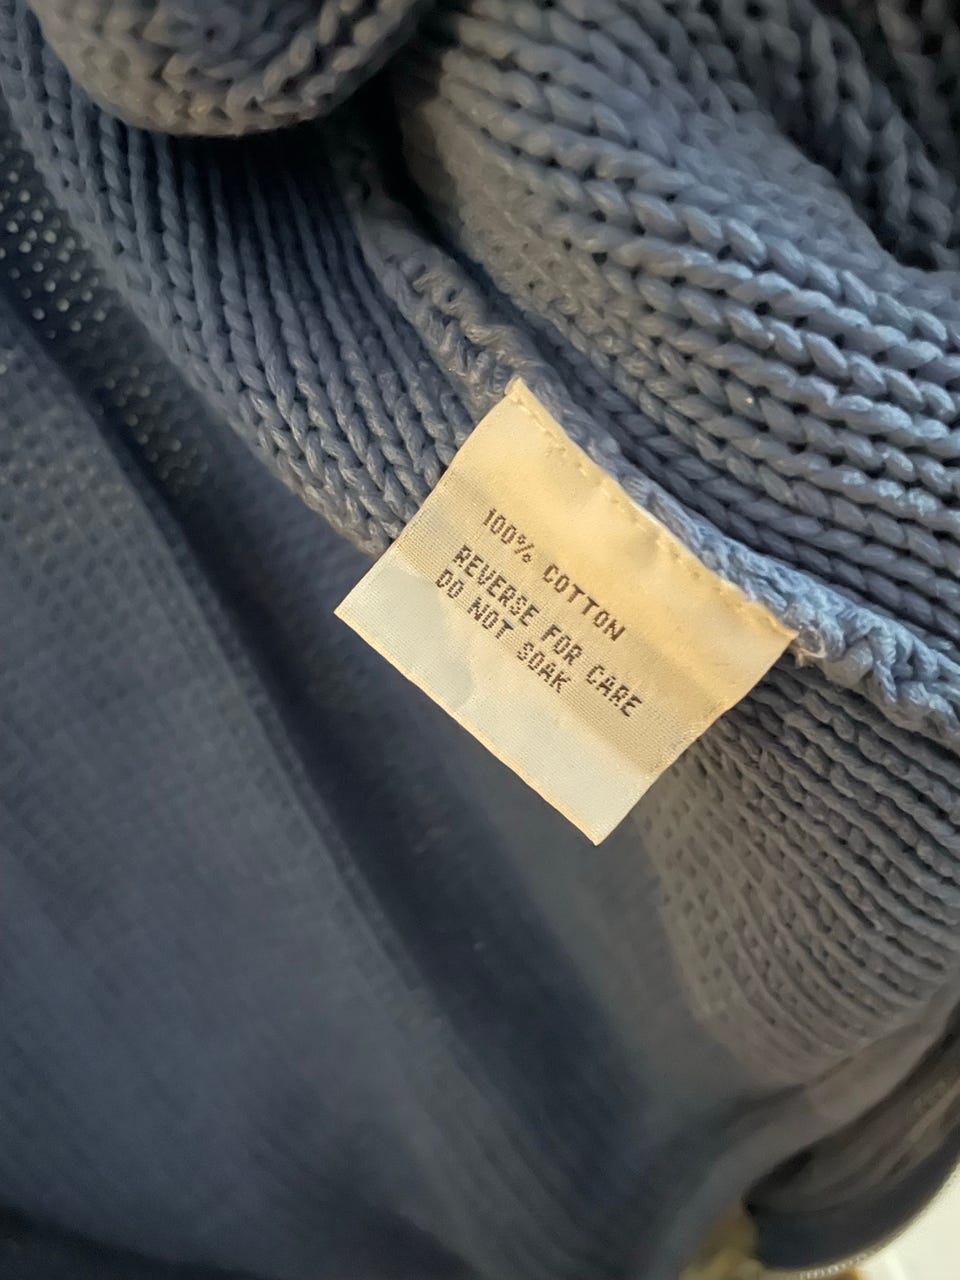 100% COTTON
REVERSE FOR CARE
DO NOT SOAK